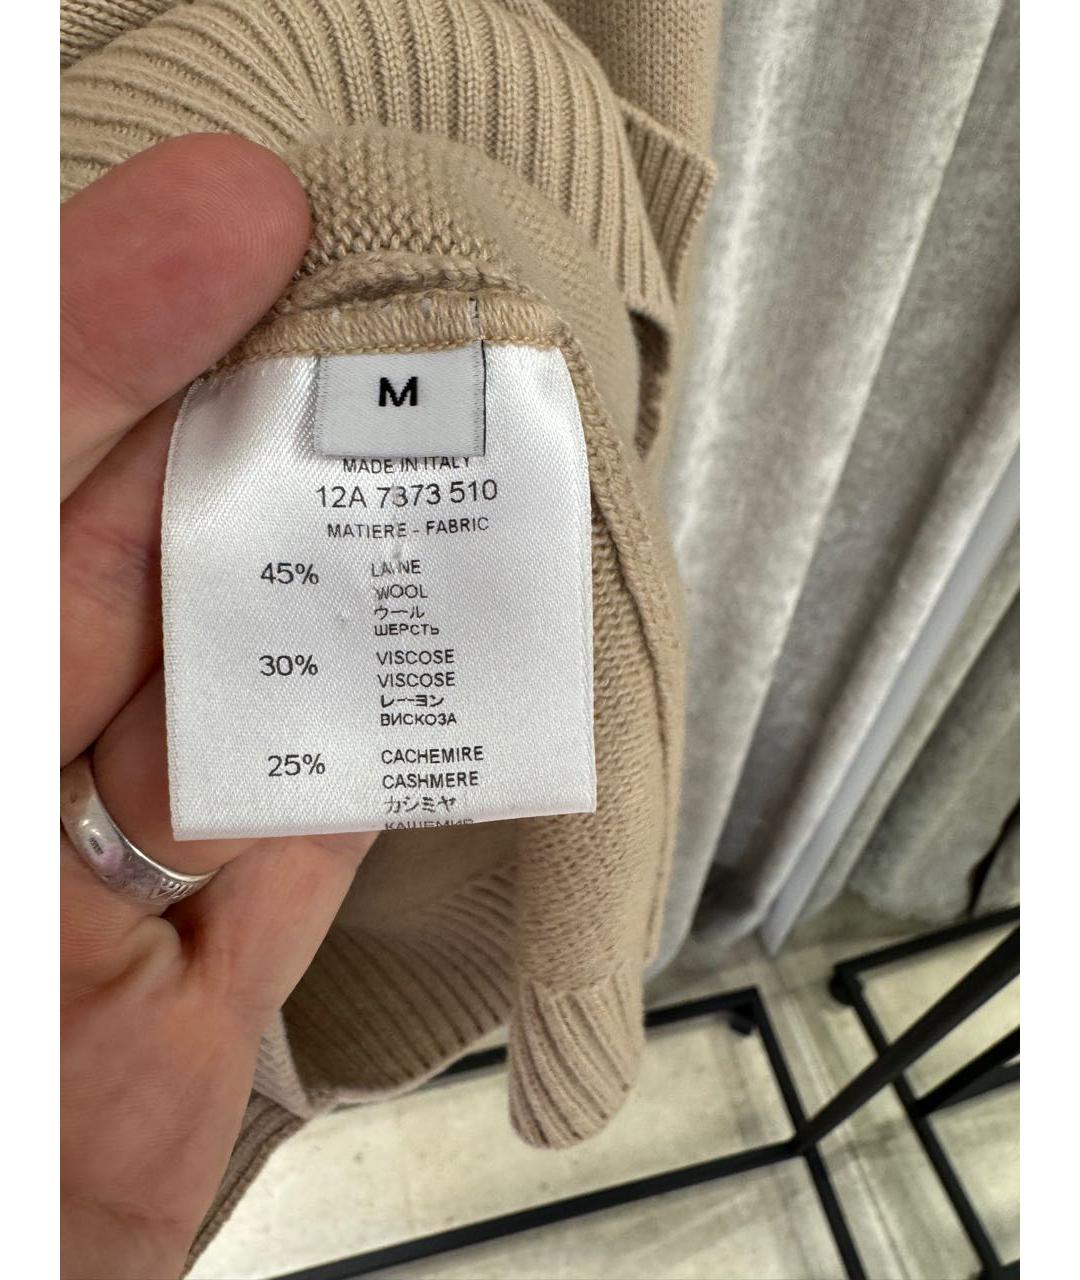 M
MADE IN ITALY
12A 7373 510
MATIERE - FABRIC
45% LAINE
WOOL
ウール
ШЕРСТЬ
30% VISCOSE
VISCOSE
レーヨン
ВИСКОЗА
25% CACHEMIRE
CASHMERE
カシミヤ
КАШЕМИР